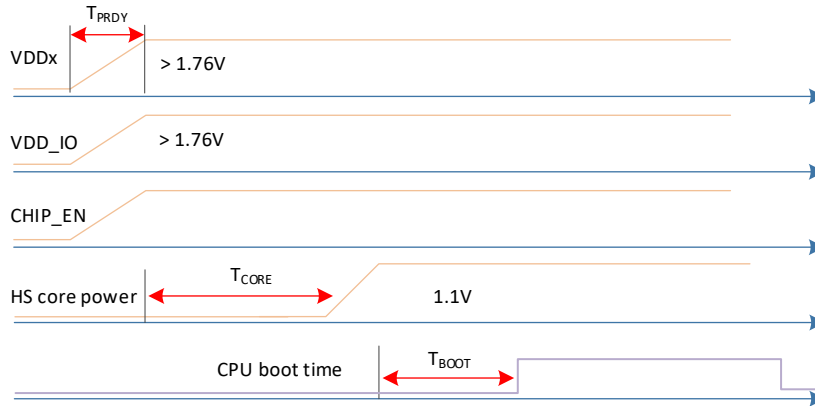 TPRDY
VDDx
> 1.76V
VDD_IO
> 1.76V
CHIP_EN
HS core power
TCORE
1.1V
CPU boot time
TBOOT